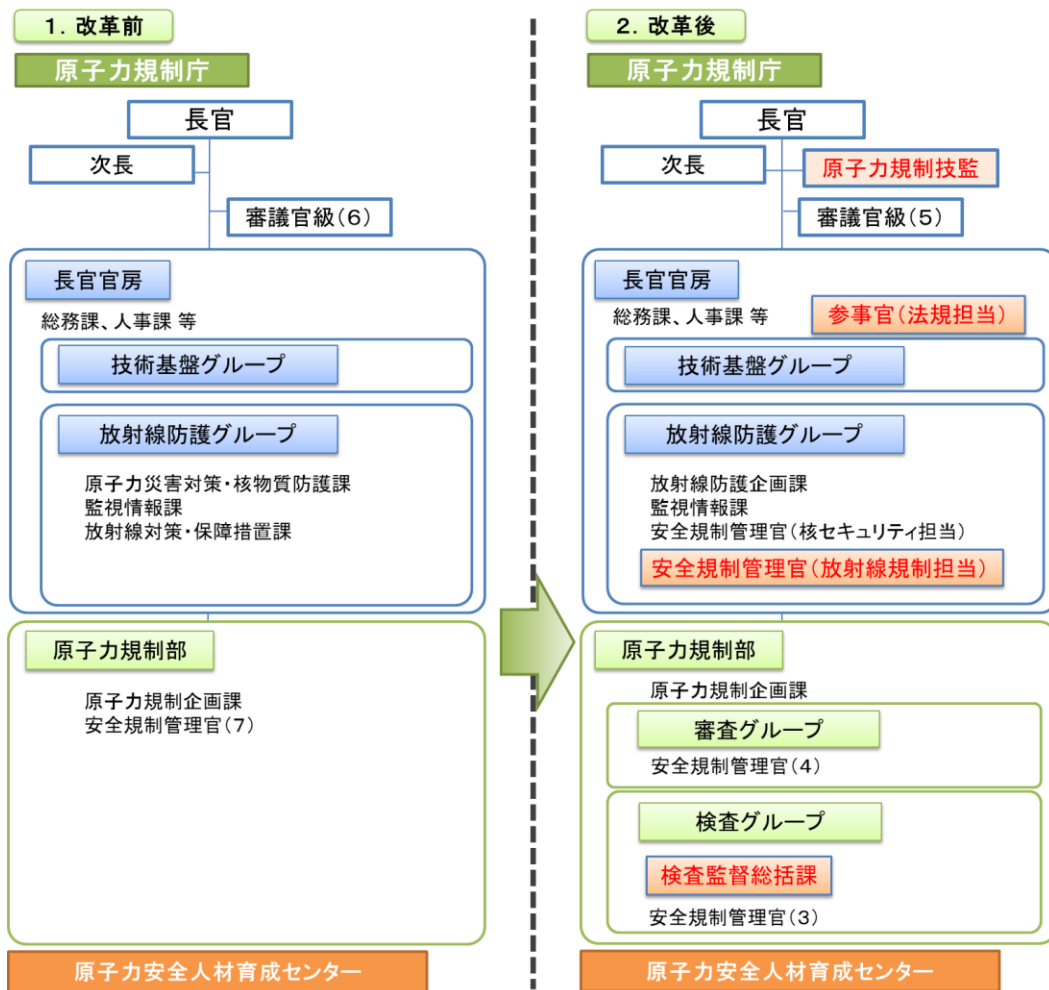 1．改革前
原子力規制庁
長官
次長
審議官級(6)
長官官房
総務課、人事課 等
技術基盤グループ
放射線防護グループ
原子力災害対策・核物質防護課
監視情報課
放射線対策・保障措置課
原子力規制部
原子力規制企画課
安全規制管理官(7)
原子力安全人材育成センター
2．改革後
原子力規制庁
長官
次長
原子力規制技監
審議官級(5)
長官官房
総務課、人事課 等
参事官(法規担当)
技術基盤グループ
放射線防護グループ
放射線防護企画課
監視情報課
安全規制管理官(核セキュリティ担当)
安全規制管理官(放射線規制担当)
原子力規制部
原子力規制企画課
審査グループ
安全規制管理官(4)
検査グループ
検査監督総括課
安全規制管理官(3)
原子力安全人材育成センター